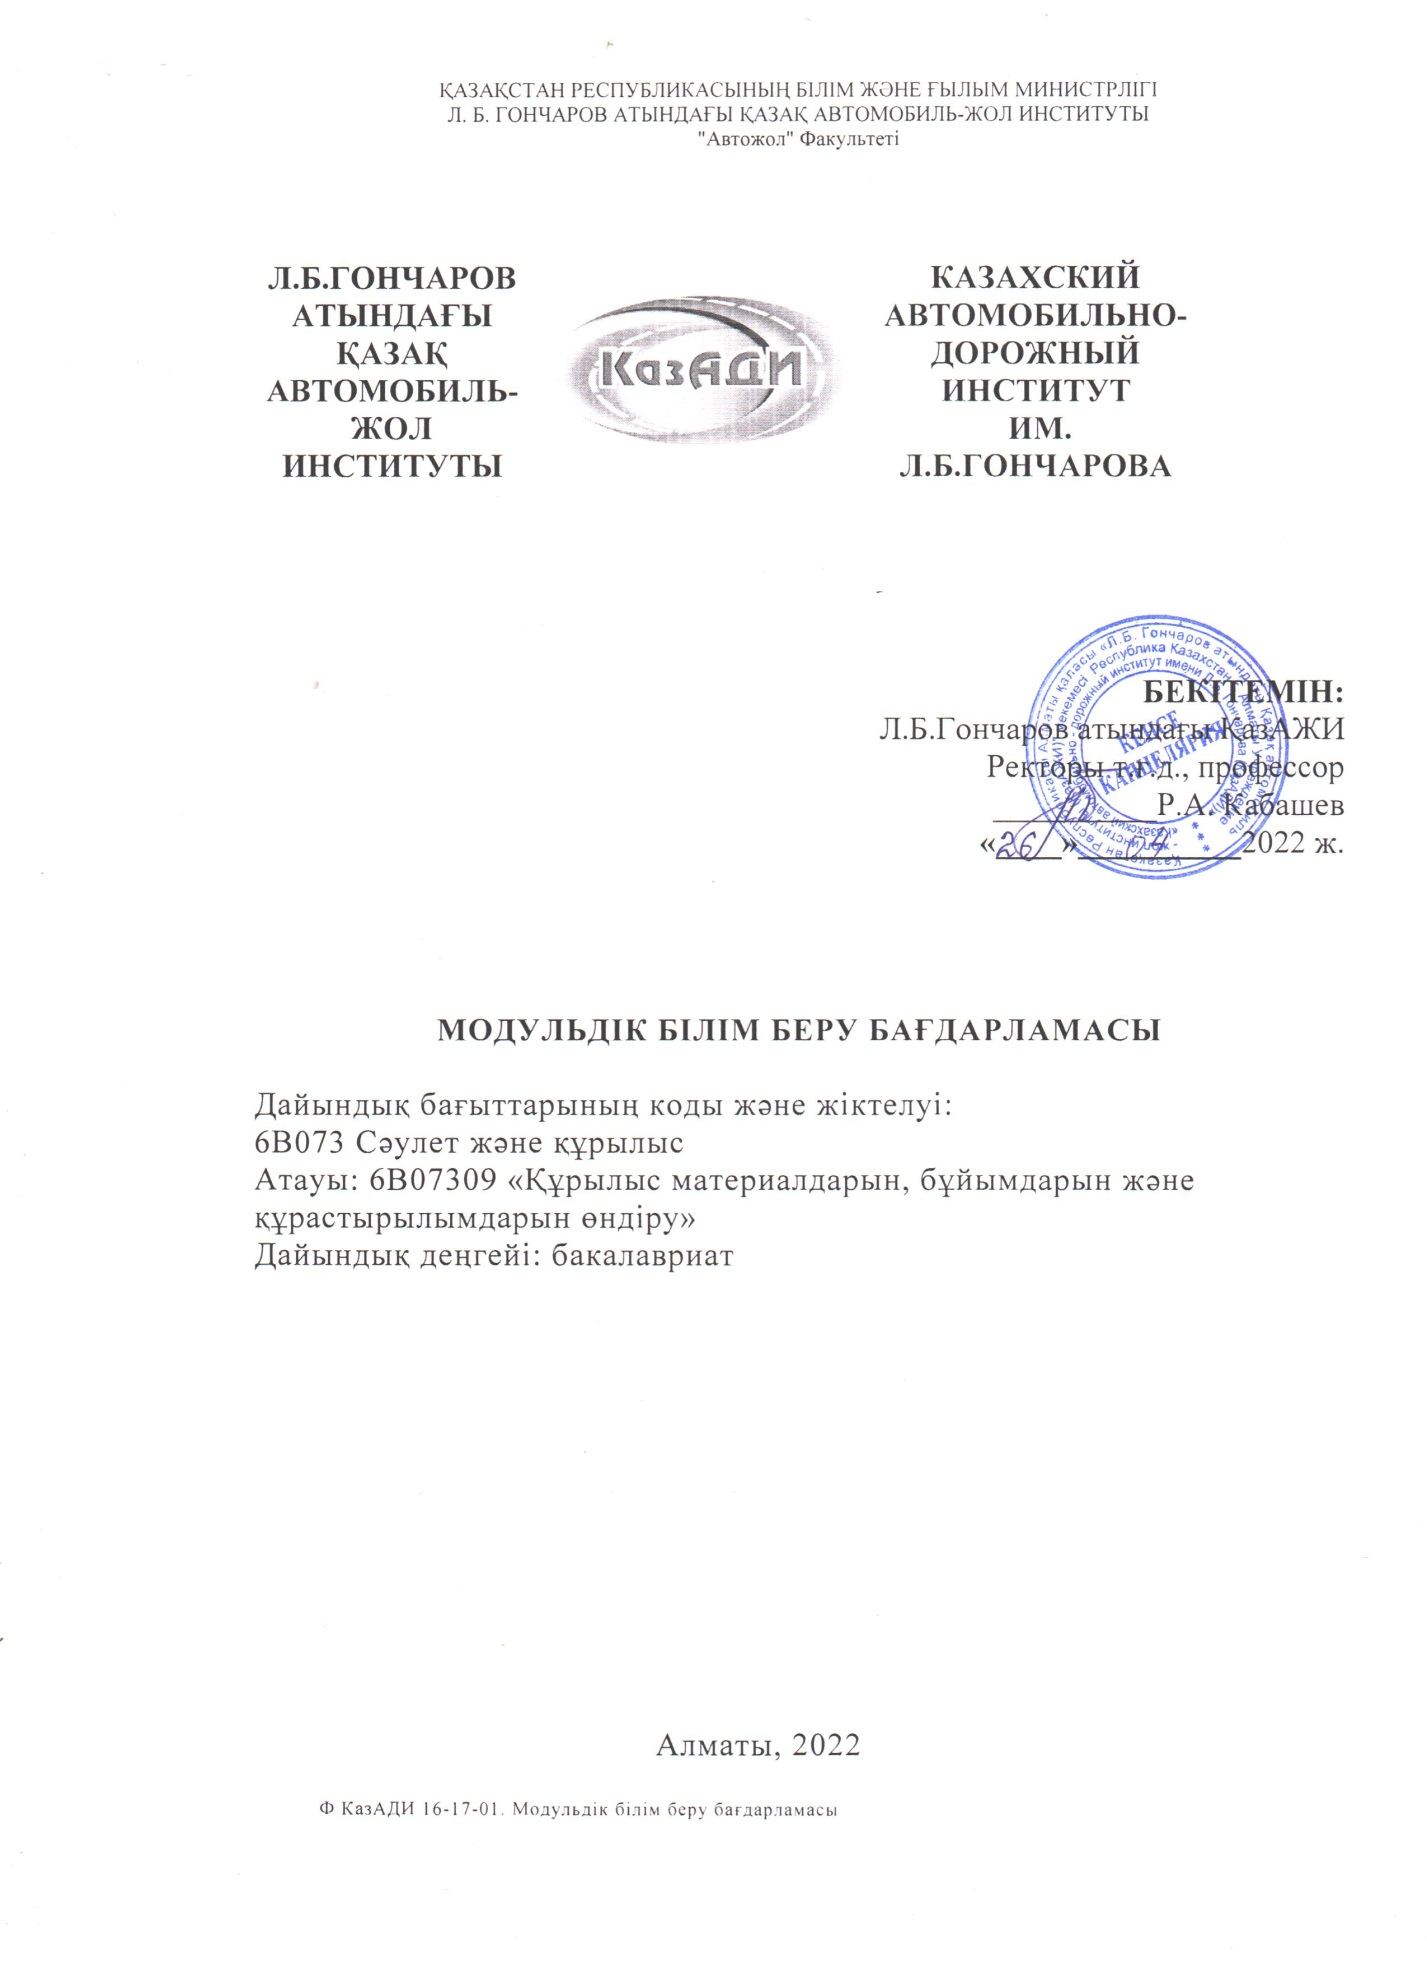 ҚАЗАҚСТАН РЕСПУБЛИКАСЫНЫҢ БІЛІМ ЖӘНЕ ҒЫЛЫМ МИНИСТРЛІГІ
Л. Б. ГОНЧАРОВ АТЫНДАҒЫ ҚАЗАҚ АВТОМОБИЛЬ-ЖОЛ ИНСТИТУТЫ
"Автожол" Факультеті
Л.Б.ГОНЧАРОВ
АТЫНДАҒЫ
ҚАЗАҚ
АВТОМОБИЛЬ-
ЖОЛ
ИНСТИТУТЫ
КазАДИ
КАЗАХСКИЙ
АВТОМОБИЛЬНО-
ДОРОЖНЫЙ
ИНСТИТУТ
ИМ.
Л.Б.ГОНЧАРОВА
БЕКІТЕМІН:
Л.Б.Гончаров атындағы ҚазАЖИ
Ректоры т.ғ.д., профессор
Р.А. Кабашев
«26» 04 2022 ж.
КЕҢСЕ
КАНЦЕЛЯРИЯ
МОДУЛЬДІК БІЛІМ БЕРУ БАҒДАРЛАМАСЫ
Дайындық бағыттарының коды және жіктелуі:
6В073 Сәулет және құрылыс
Атауы: 6В07309 «Құрылыс материалдарын, бұйымдарын және
құрастырылымдарын өндіру»
Дайындық деңгейі: бакалавриат
Алматы, 2022
Ф КазАДИ 16-17-01. Модульдік білім беру бағдарламасы